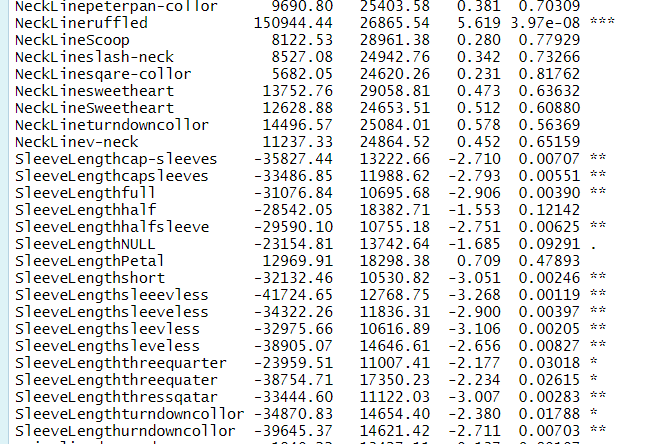 NeckLinepeterpan-collor 9690.80 25403.58 0.381 0.70309
NeckLineruffled 150944.44 26865.54 5.619 3.97e-08 ***
NeckLineScoop 8122.53 28961.38 0.280 0.77929
NeckLineslash-neck 8527.08 24942.76 0.342 0.73266
NeckLinesqare-collor 5682.05 24620.26 0.231 0.81762
NeckLinesweetheart 13752.76 29058.81 0.473 0.63632
NeckLineSweetheart 12628.88 24653.51 0.512 0.60880
NeckLineturndowncollor 14496.57 25084.01 0.578 0.56369
NeckLinev-neck 11237.33 24864.52 0.452 0.65159
SleeveLengthcap-sleeves -35827.44 13222.66 -2.710 0.00707 **
SleeveLengthcapsleeves -33486.85 11988.62 -2.793 0.00551 **
SleeveLengthfull -31076.84 10695.68 -2.906 0.00390 **
SleeveLengthhalf -28542.05 18382.71 -1.553 0.12142
SleeveLengthhalfsleeve -29590.10 10755.18 -2.751 0.00625 **
SleeveLengthNULL -23154.81 13742.64 -1.685 0.09291 .
SleeveLengthPetal 12969.91 18298.38 0.709 0.47893
SleeveLengthshort -32132.46 10530.82 -3.051 0.00246 **
SleeveLengthsleeevless -41724.65 12768.75 -3.268 0.00119 **
SleeveLengthsleeveless -34322.26 11836.31 -2.900 0.00397 **
SleeveLengthsleevless -32975.66 10616.89 -3.106 0.00205 **
SleeveLengthsleveless -38905.07 14646.61 -2.656 0.00827 **
SleeveLengththreequarter -23959.51 11007.41 -2.177 0.03018 *
SleeveLengththreequater -38754.71 17350.23 -2.234 0.02615 *
SleeveLengththressqatar -33444.60 11122.03 -3.007 0.00283 **
SleeveLengthturndowncollor -34870.83 14654.40 -2.380 0.01788 *
SleeveLengthurndowncollor -39645.37 14621.42 -2.711 0.00703 **